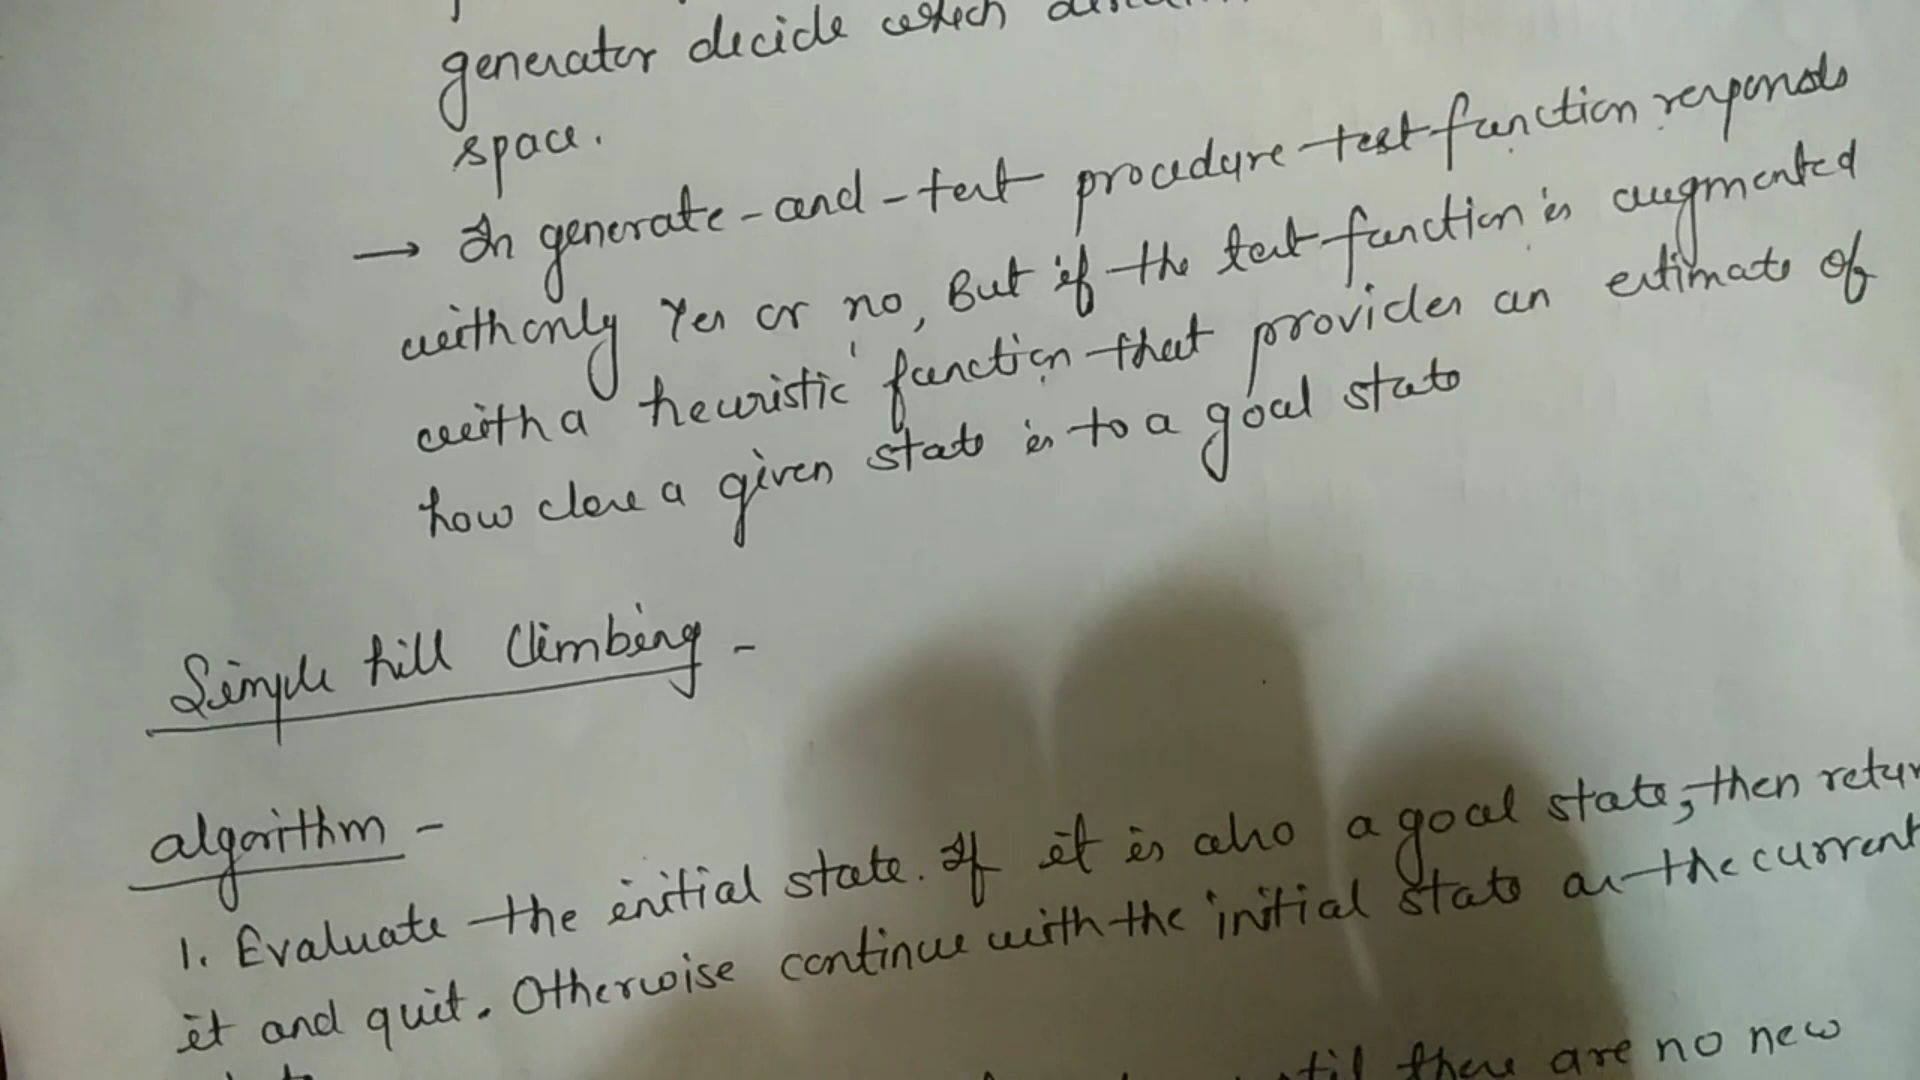 generator decide which
space.
→ In generate-and-test procedure test function responds
with only Yes or no, But if the test function is augmented
with a heuristic function that provides an estimate of
how close a given state is to a goal state
Simple hill Climbing -
algorithm -
1. Evaluate the initial state. If it is also a goal state, then retur
it and quit. Otherwise continue with the initial state as the current
there are no new